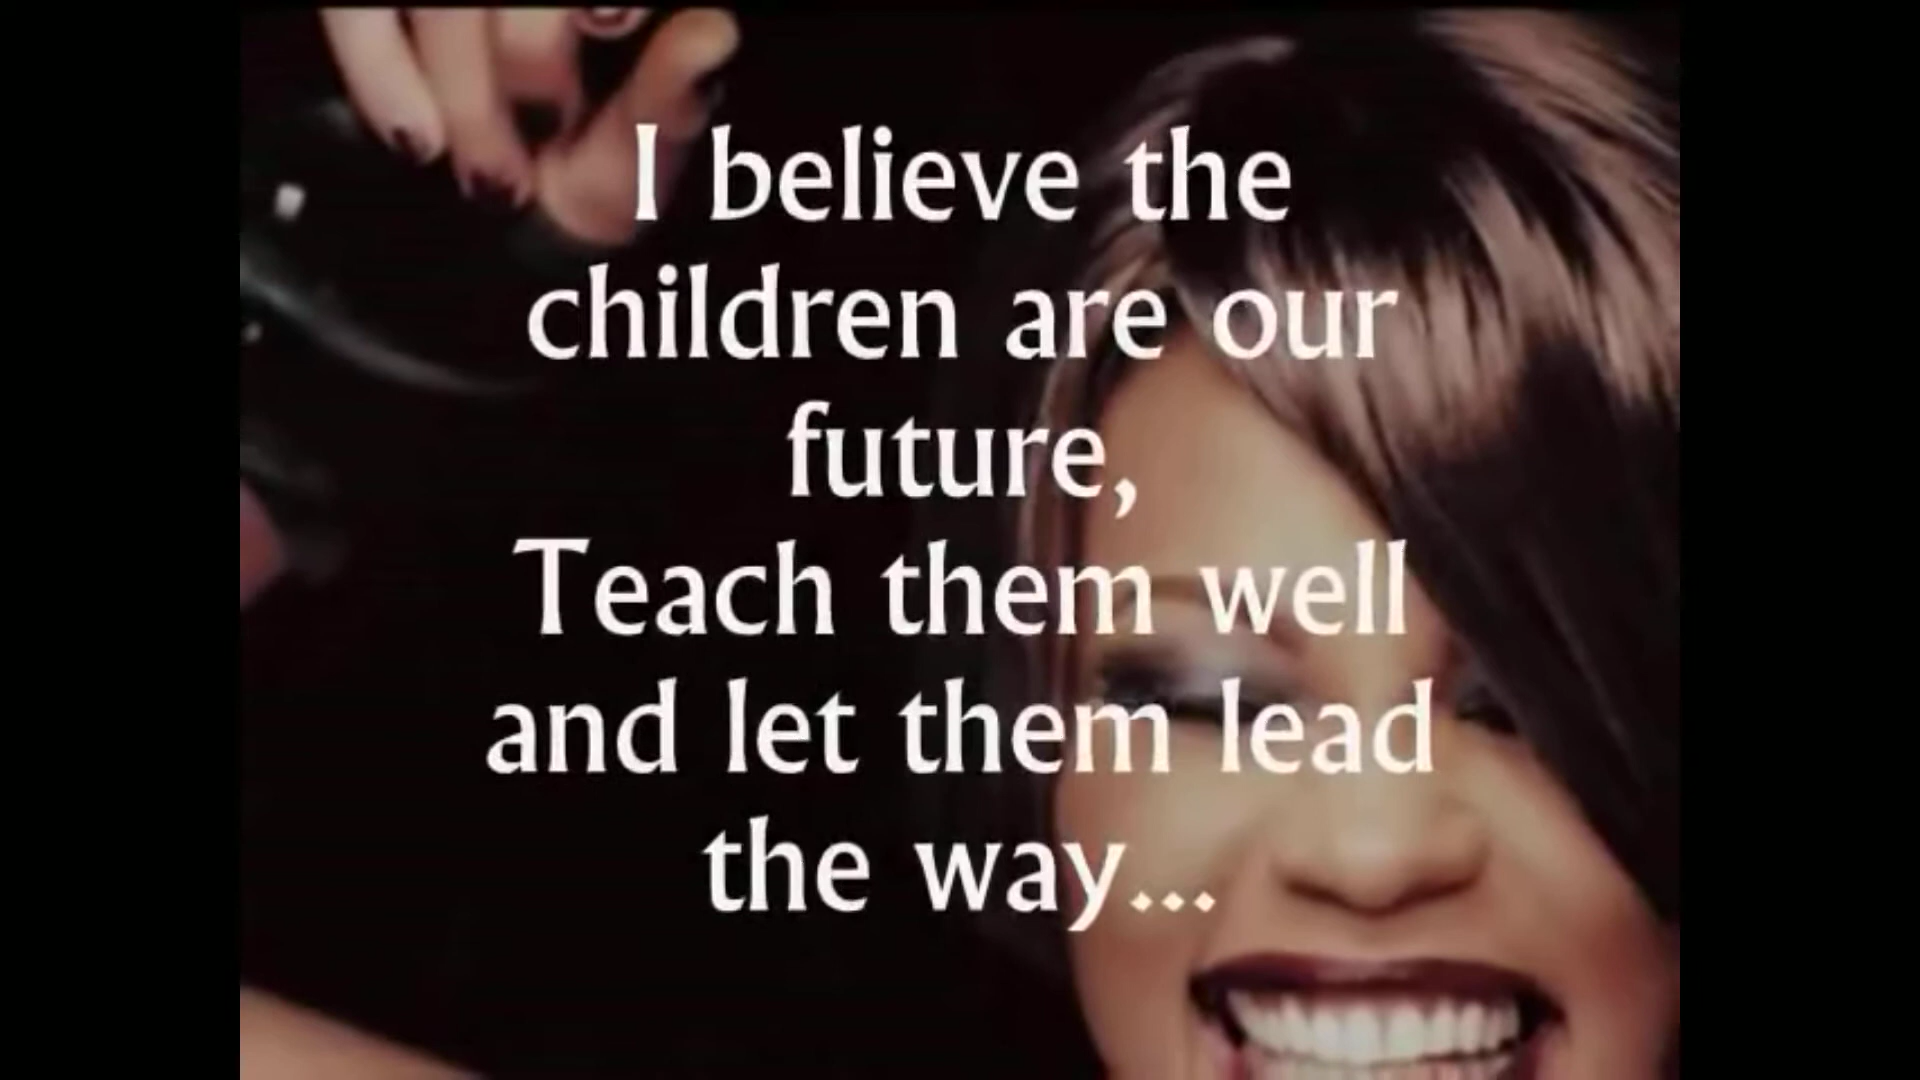 I believe the
children are our
future,
Teach them well
and let them lead
the way...